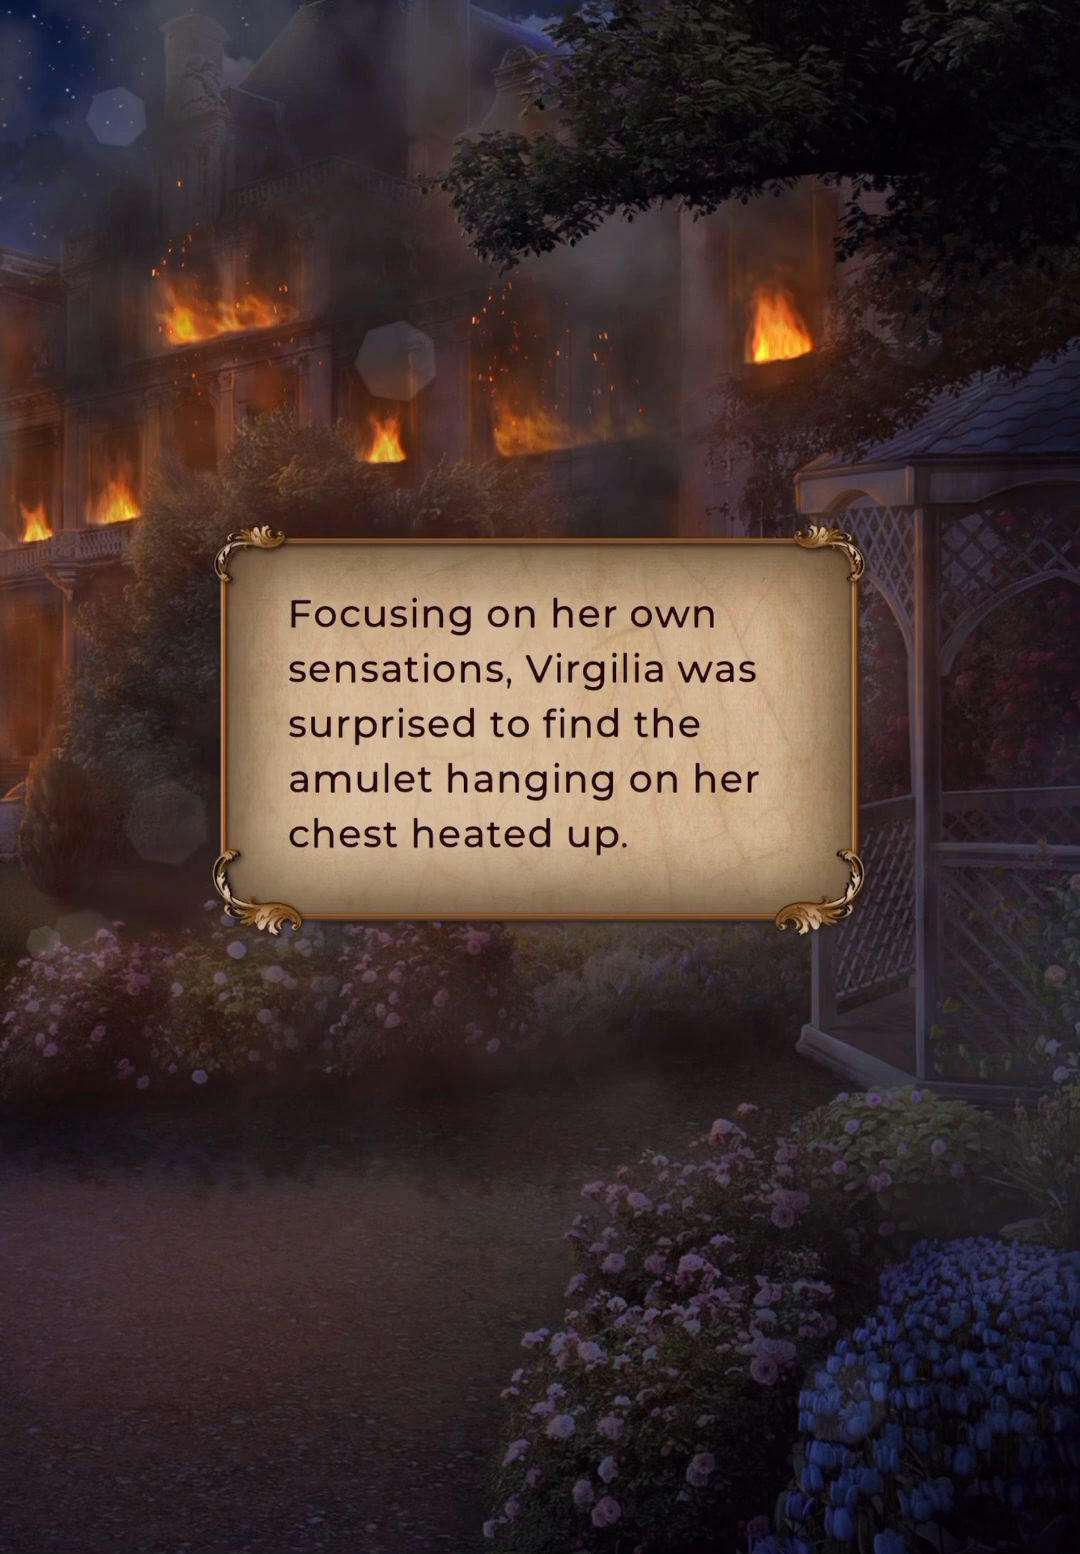 Focusing on her own
sensations, Virgilia was
surprised to find the
amulet hanging on her
chest heated up.